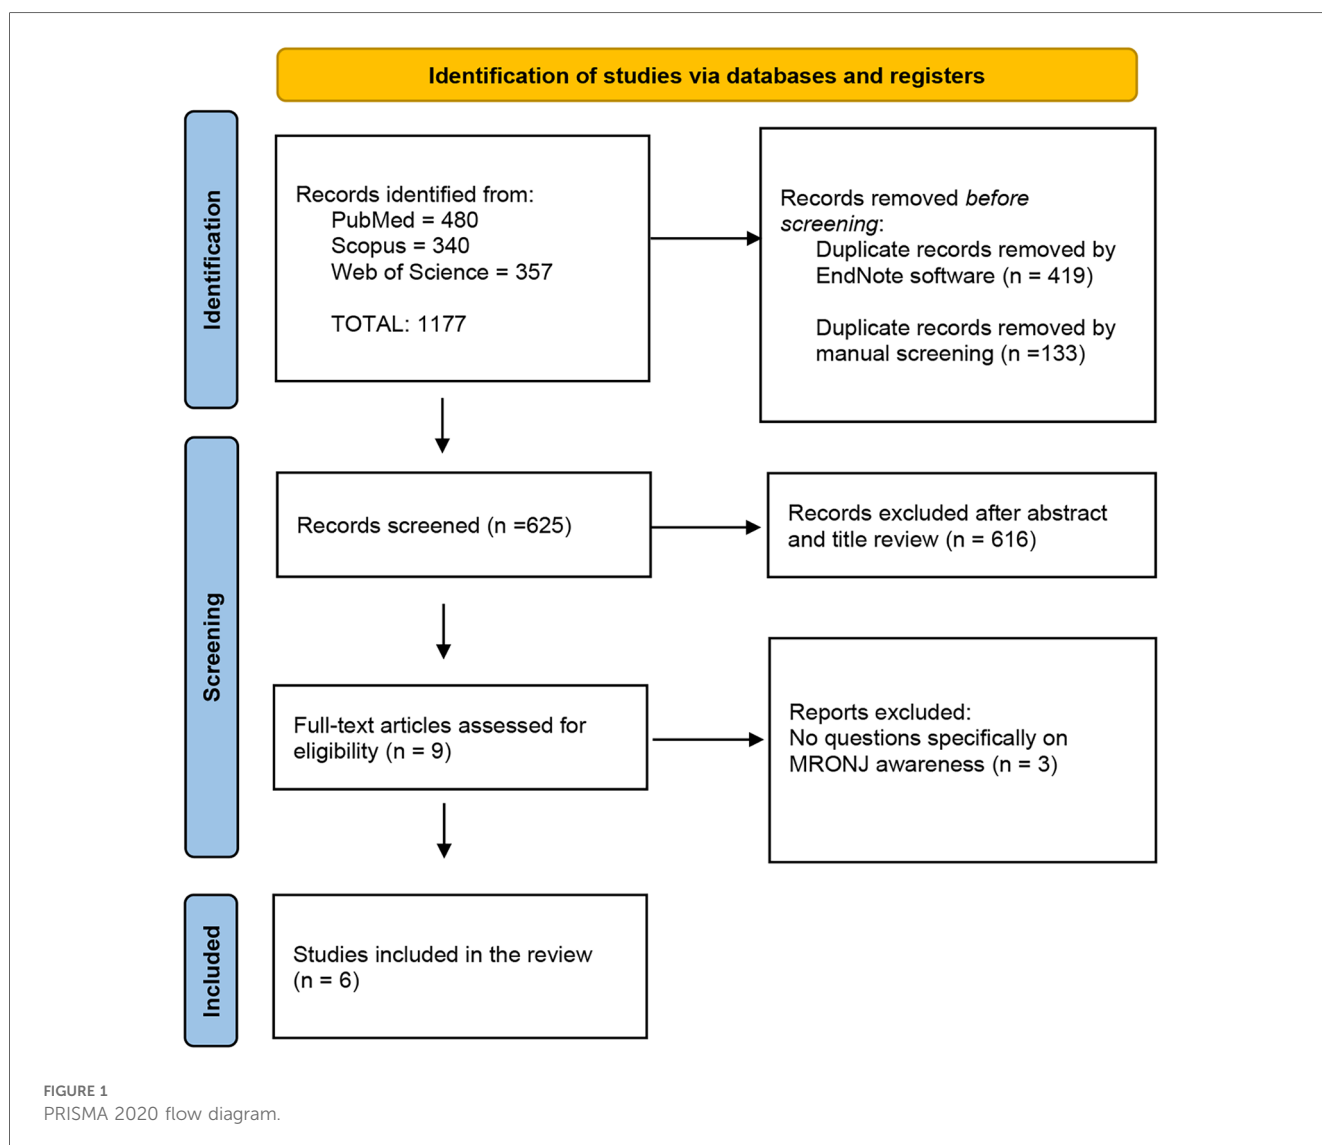 Identification of studies via databases and registers
Identification
Records identified from:
PubMed = 480
Scopus = 340
Web of Science = 357
TOTAL: 1177
Records removed before
screening:
Duplicate records removed by
EndNote software (n = 419)
Duplicate records removed by
manual screening (n =133)
Screening
Records screened (n =625)
Records excluded after abstract
and title review (n = 616)
Full-text articles assessed for
eligibility (n = 9)
Reports excluded:
No questions specifically on
MRONJ awareness (n = 3)
Included
Studies included in the review
(n = 6)
FIGURE 1
PRISMA 2020 flow diagram.